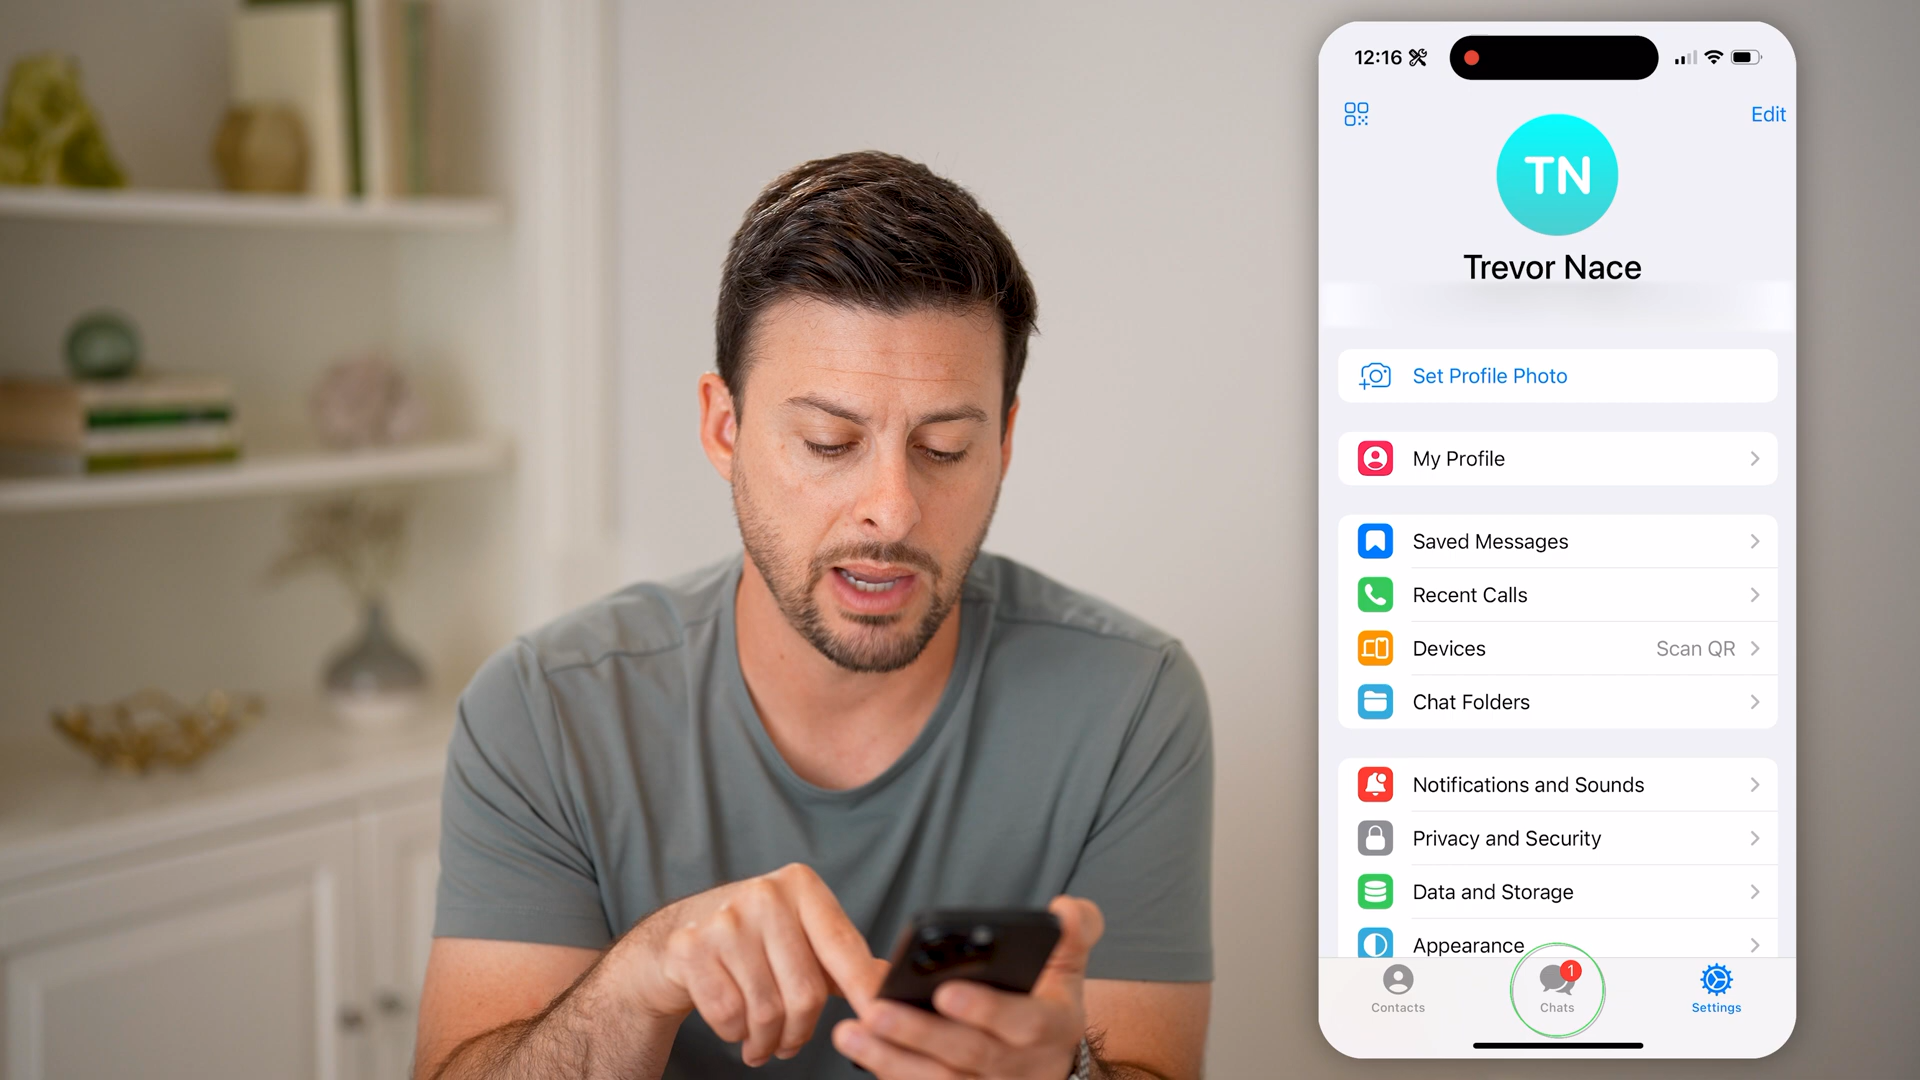 12:16
Edit
TN
Trevor Nace
Set Profile Photo
My Profile
Saved Messages
Recent Calls
Devices
Scan QR
Chat Folders
Notifications and Sounds
Privacy and Security
Data and Storage
Appearance
1
Contacts
Chats
Settings